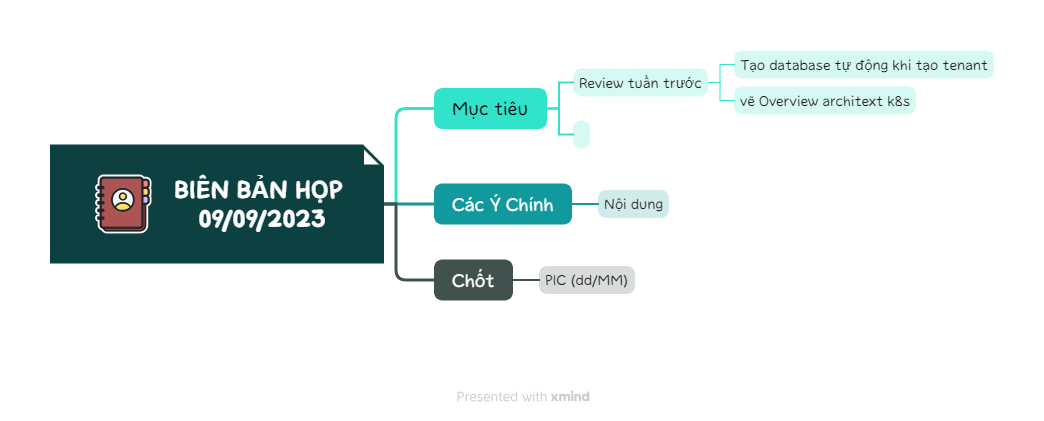 BIÊN BẢN HỌP
09/09/2023
Mục tiêu
Review tuần trước
Tạo database tự động khi tạo tenant
vẽ Overview architext k&s
Các Ý Chính
Nội dung
Chốt
PIC (dd/MM)
Presented with xmind